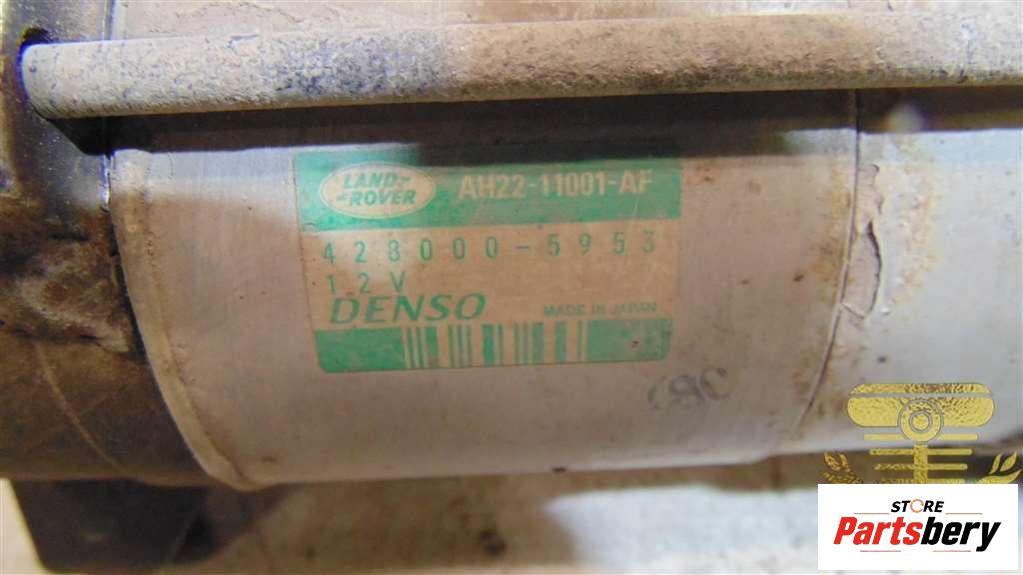 LAND-
-ROVER
AH22-11001-AF
428000-5953
12V
DENSO
MADE IN JAPAN
STORE
Partsbery